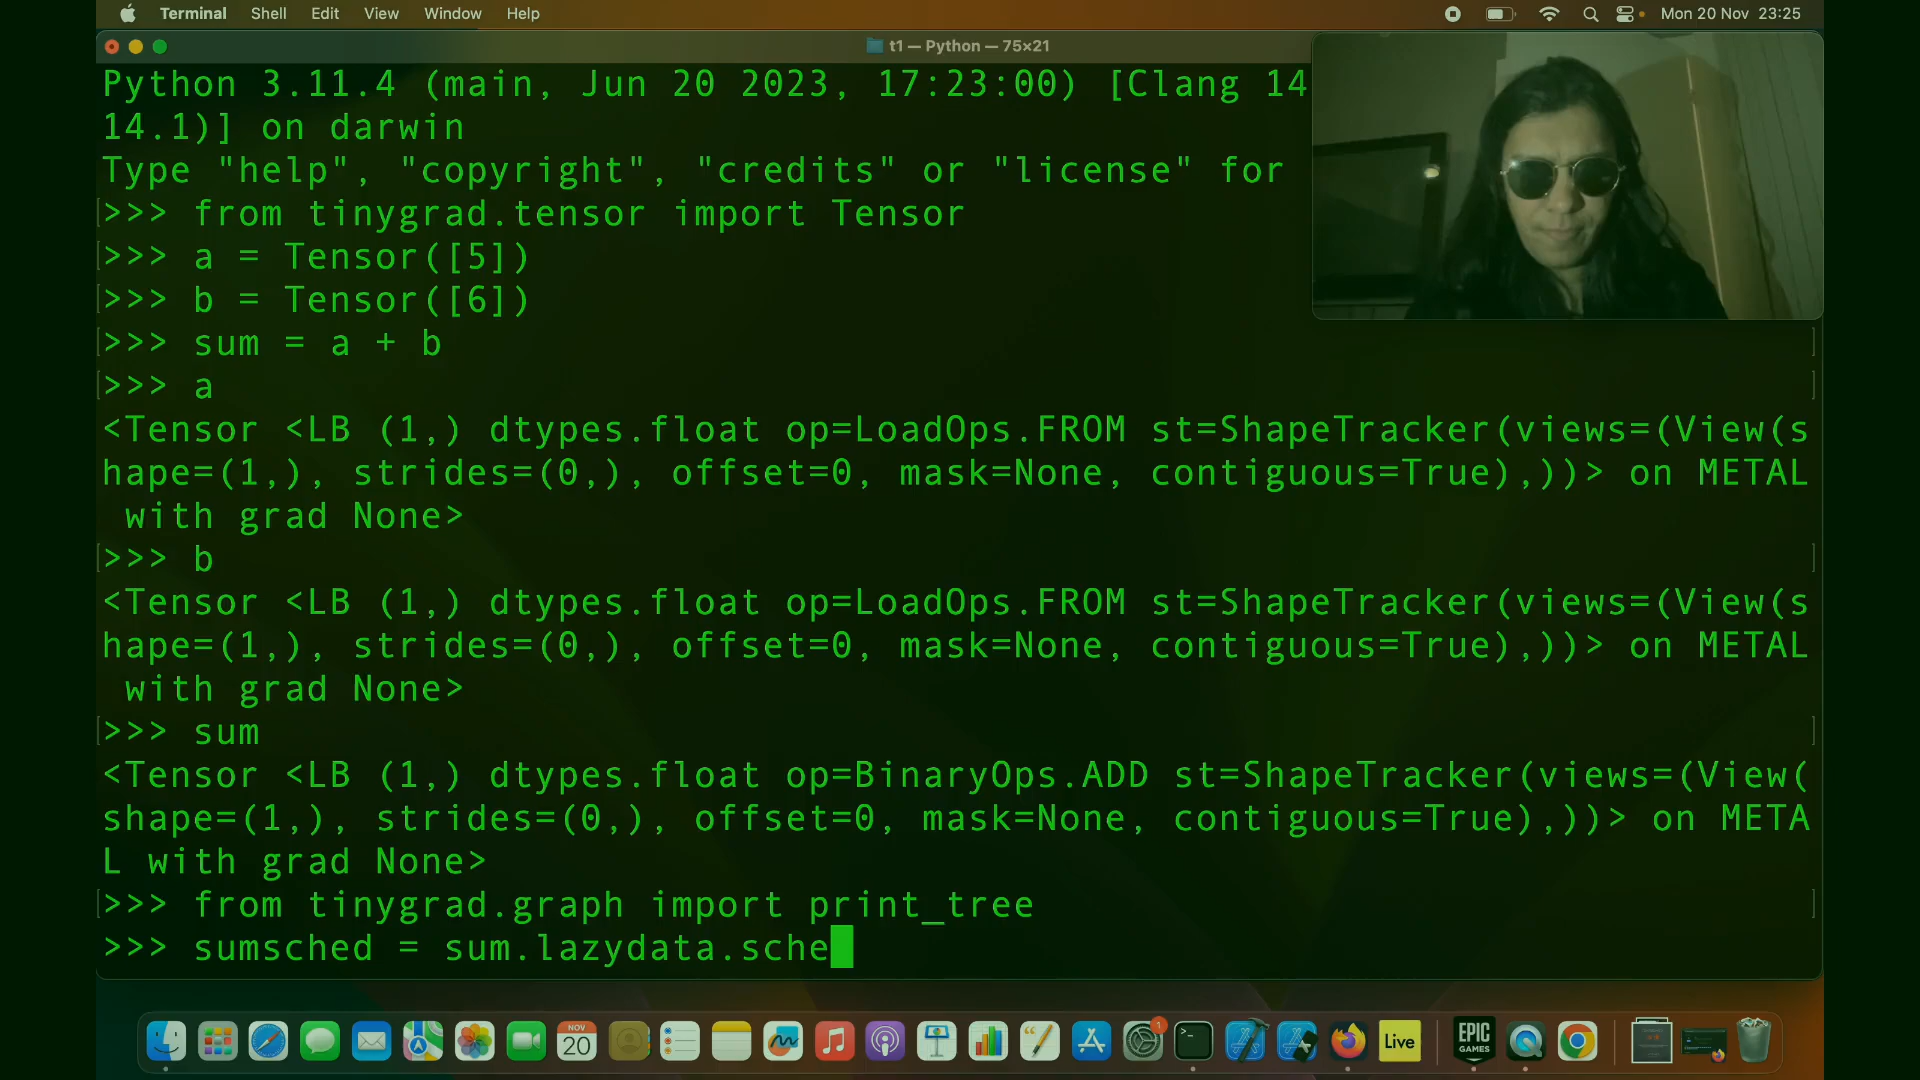 Terminal Shell Edit View Window Help Mon 20 Nov 23:25
t1 — Python — 75×21
Python 3.11.4 (main, Jun 20 2023, 17:23:00) [Clang 14
14.1)] on darwin
Type "help", "copyright", "credits" or "license" for
>>> from tinygrad.tensor import Tensor
>>> a = Tensor([5])
>>> b = Tensor([6])
>>> sum = a + b
>>> a
<Tensor <LB (1,) dtypes.float op=LoadOps.FROM st=ShapeTracker(views=(View(s
hape=(1,), strides=(0,), offset=0, mask=None, contiguous=True),))> on METAL
 with grad None>
>>> b
<Tensor <LB (1,) dtypes.float op=LoadOps.FROM st=ShapeTracker(views=(View(s
hape=(1,), strides=(0,), offset=0, mask=None, contiguous=True),))> on METAL
 with grad None>
>>> sum
<Tensor <LB (1,) dtypes.float op=BinaryOps.ADD st=ShapeTracker(views=(View(
shape=(1,), strides=(0,), offset=0, mask=None, contiguous=True),))> on META
L with grad None>
>>> from tinygrad.graph import print_tree
>>> sumsched = sum.lazydata.sche
NOV
20
1
Live
EPIC
GAMES